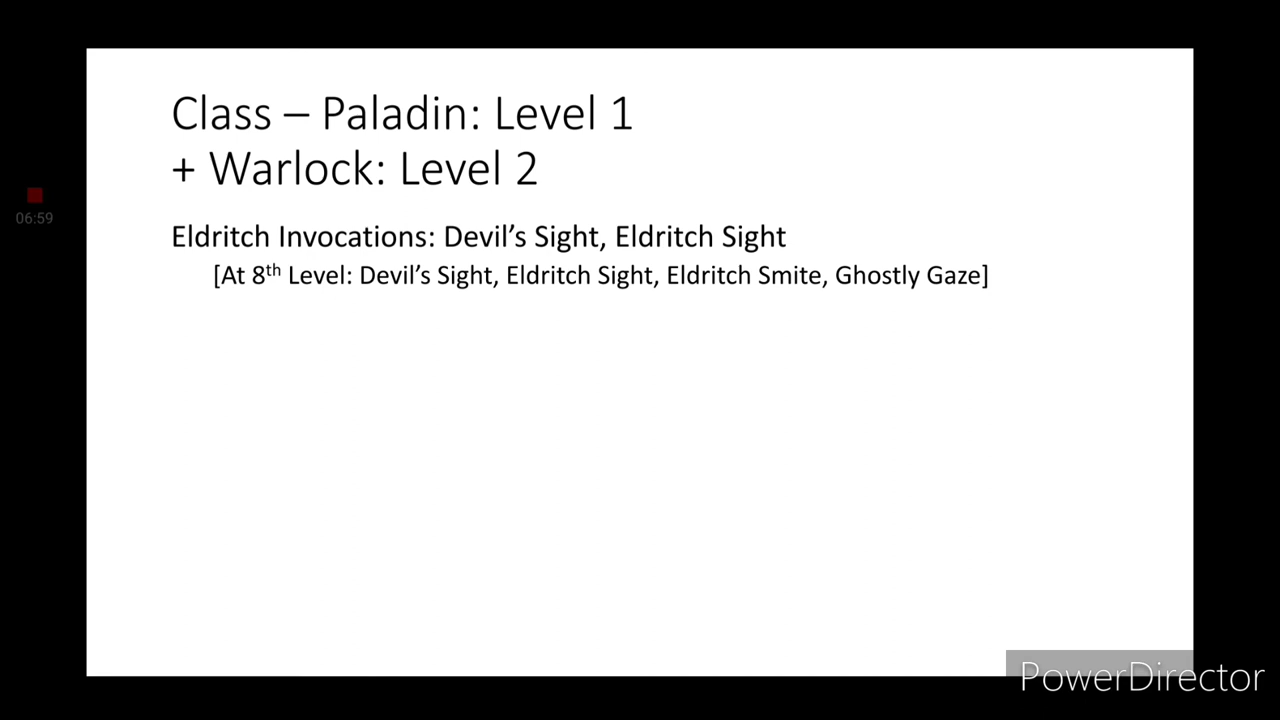 Class – Paladin: Level 1
+ Warlock: Level 2
06:59
Eldritch Invocations: Devil’s Sight, Eldritch Sight
[At 8th Level: Devil’s Sight, Eldritch Sight, Eldritch Smite, Ghostly Gaze]
PowerDirector